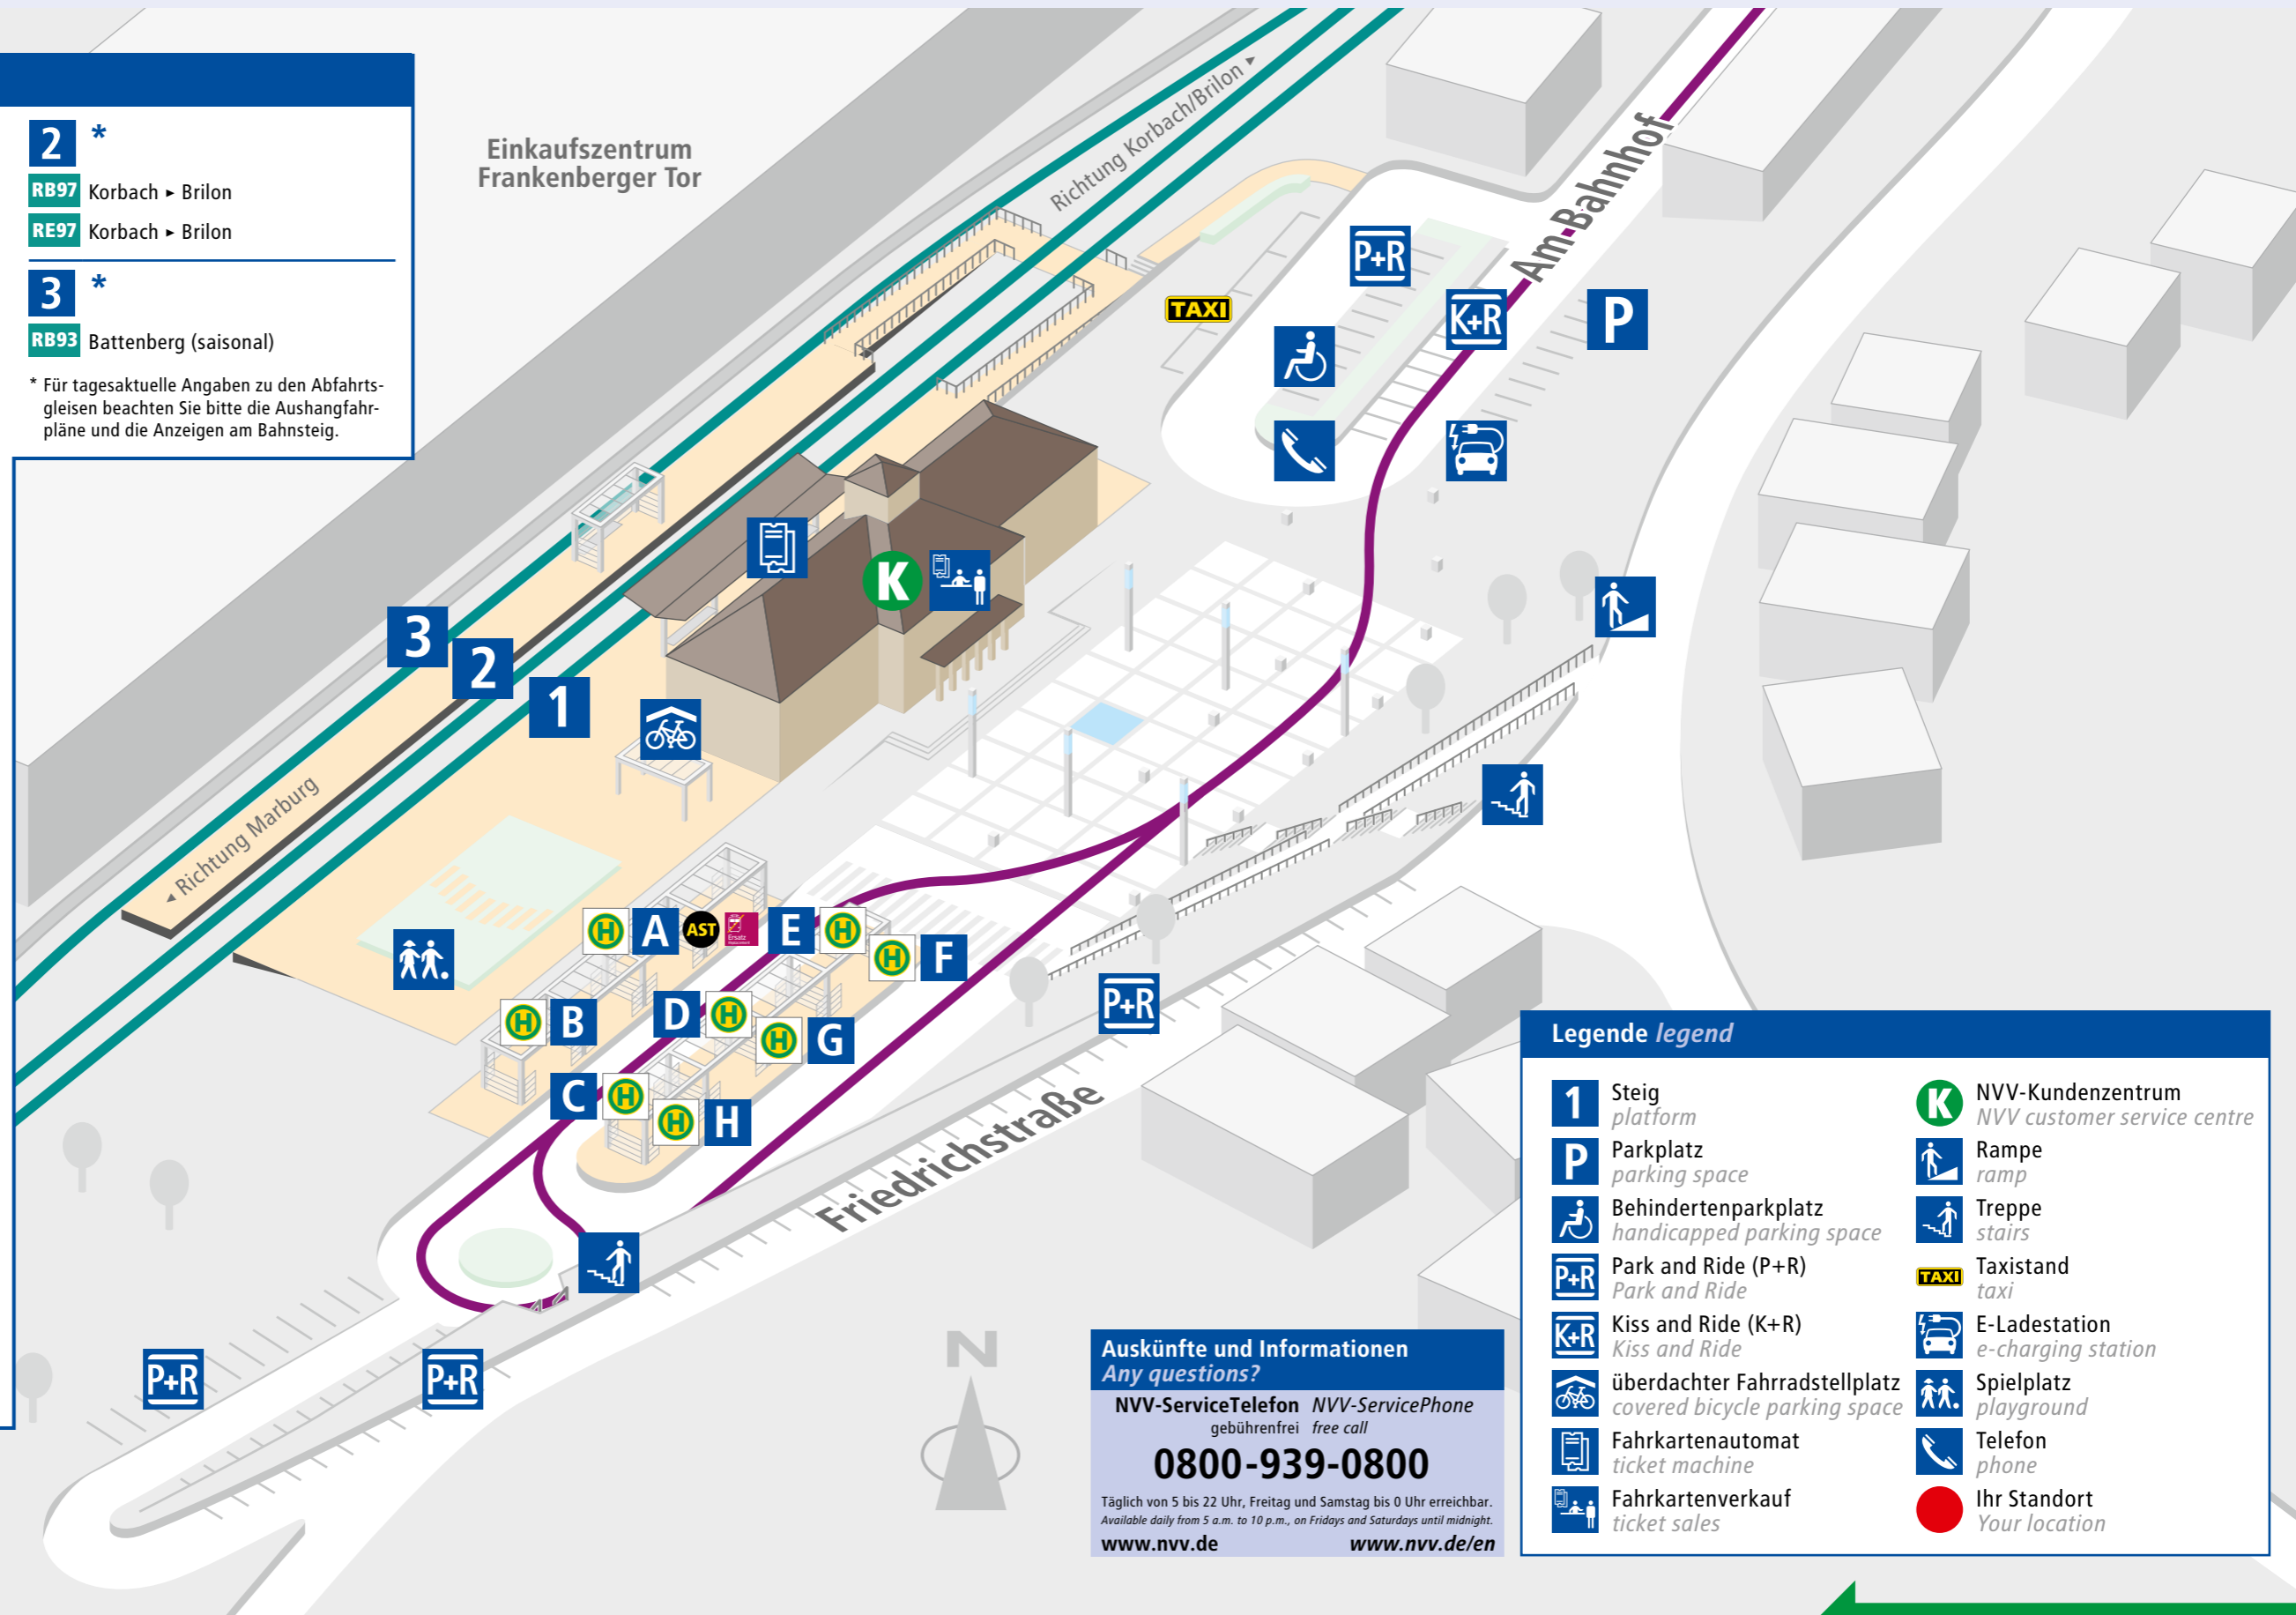 2 *
RB97 Korbach ► Brilon
RE97 Korbach ► Brilon
3 *
RB93 Battenberg (saisonal)
* Für tagesaktuelle Angaben zu den Abfahrts-
gleisen beachten Sie bitte die Aushangfahr-
pläne und die Anzeigen am Bahnsteig.
Einkaufszentrum
Frankenberger Tor
Richtung Korbach/Brilon ►
Am Bahnhof
P+R
TAXI
K+R
P
K
3
2
1
◄ Richtung Marburg
H A AST Ersatz
E H
H F
H B
D H
H G
C H
H H
P+R
Friedrichstraße
P+R
P+R
N
Auskünfte und Informationen
Any questions?
NVV-ServiceTelefon NVV-ServicePhone
gebührenfrei free call
0800-939-0800
Täglich von 5 bis 22 Uhr, Freitag und Samstag bis 0 Uhr erreichbar.
Available daily from 5 a.m. to 10 p.m., on Fridays and Saturdays until midnight.
www.nvv.de www.nvv.de/en
Legende legend
1 Steig
platform
P Parkplatz
parking space
Behindertenparkplatz
handicapped parking space
P+R Park and Ride (P+R)
Park and Ride
K+R Kiss and Ride (K+R)
Kiss and Ride
überdachter Fahrradstellplatz
covered bicycle parking space
Fahrkartenautomat
ticket machine
Fahrkartenverkauf
ticket sales
K NVV-Kundenzentrum
NVV customer service centre
Rampe
ramp
Treppe
stairs
TAXI Taxistand
taxi
E-Ladestation
e-charging station
Spielplatz
playground
Telefon
phone
Ihr Standort
Your location